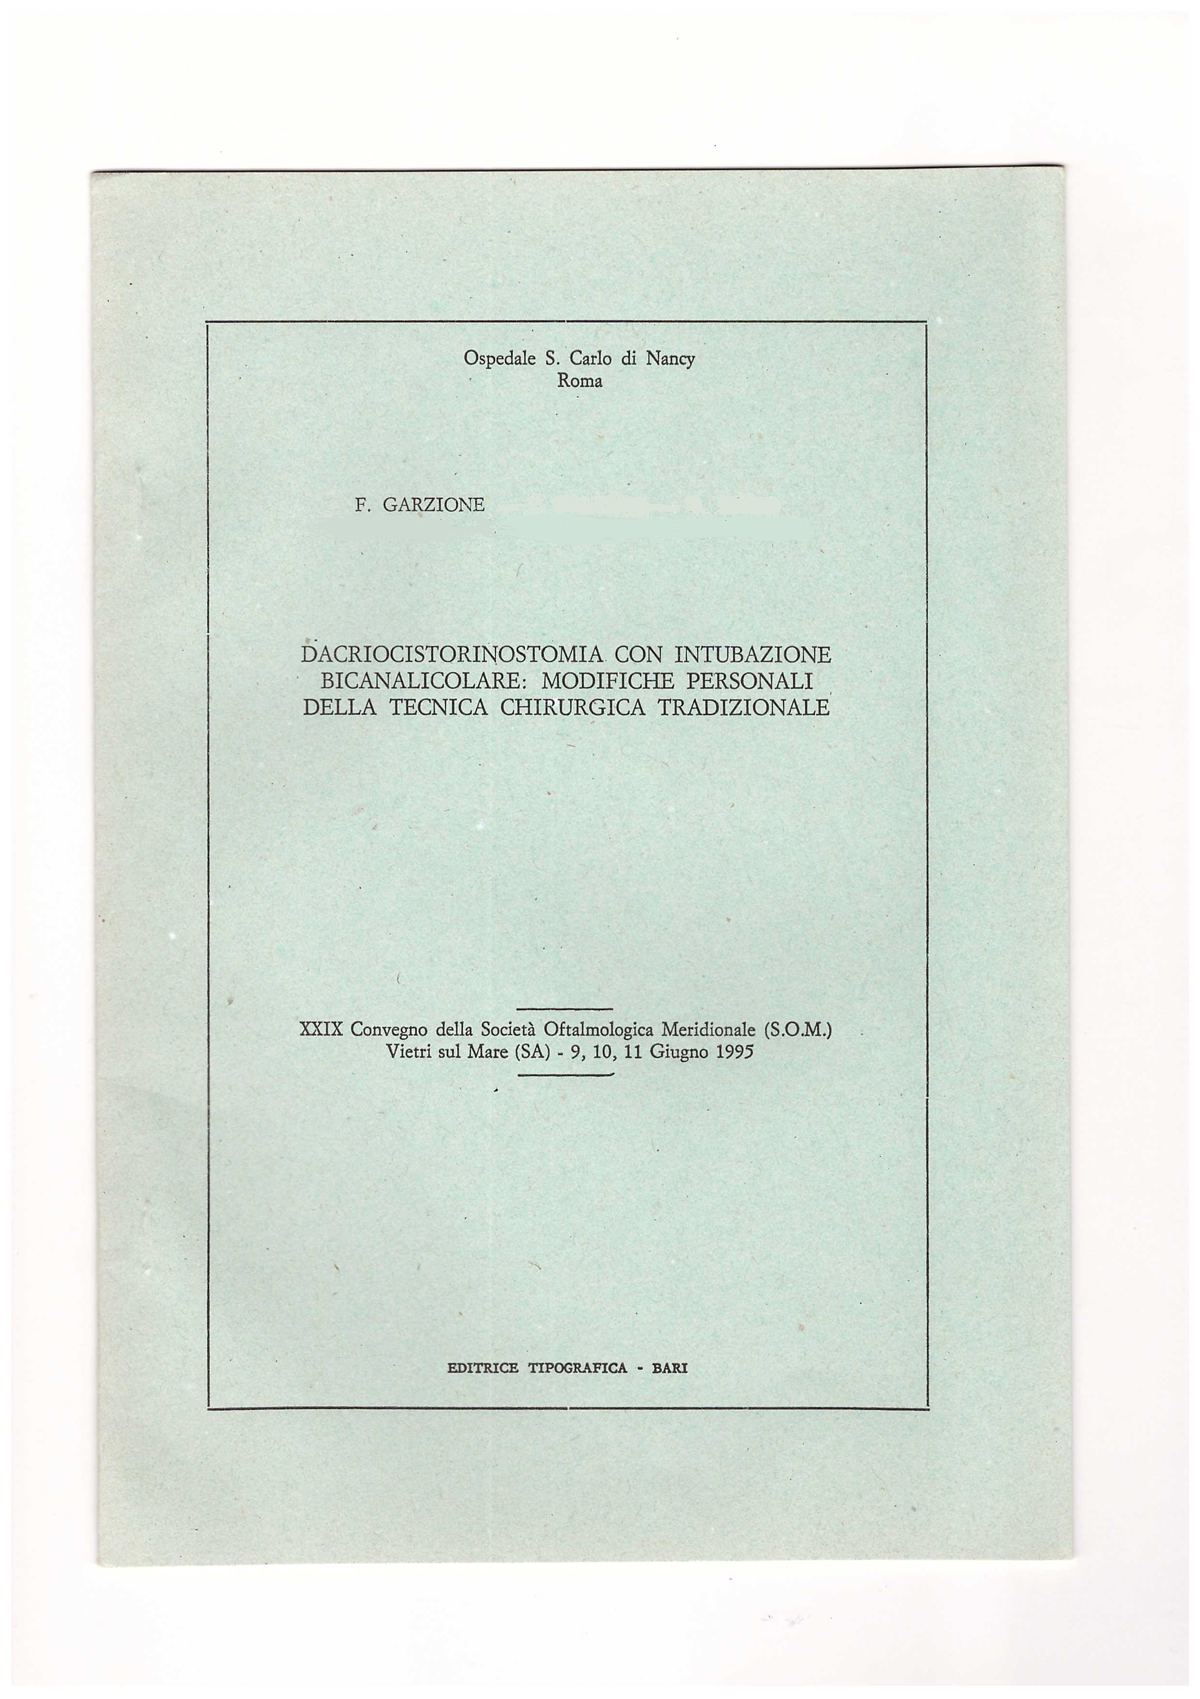 Ospedale S. Carlo di Nancy
Roma
F. GARZIONE
DACRIOCISTORINOSTOMIA CON INTUBAZIONE
BICANALICOLARE: MODIFICHE PERSONALI
DELLA TECNICA CHIRURGICA TRADIZIONALE
XXIX Convegno della Società Oftalmologica Meridionale (S.O.M.)
Vietri sul Mare (SA) - 9, 10, 11 Giugno 1995
EDITRICE TIPOGRAFICA - BARI